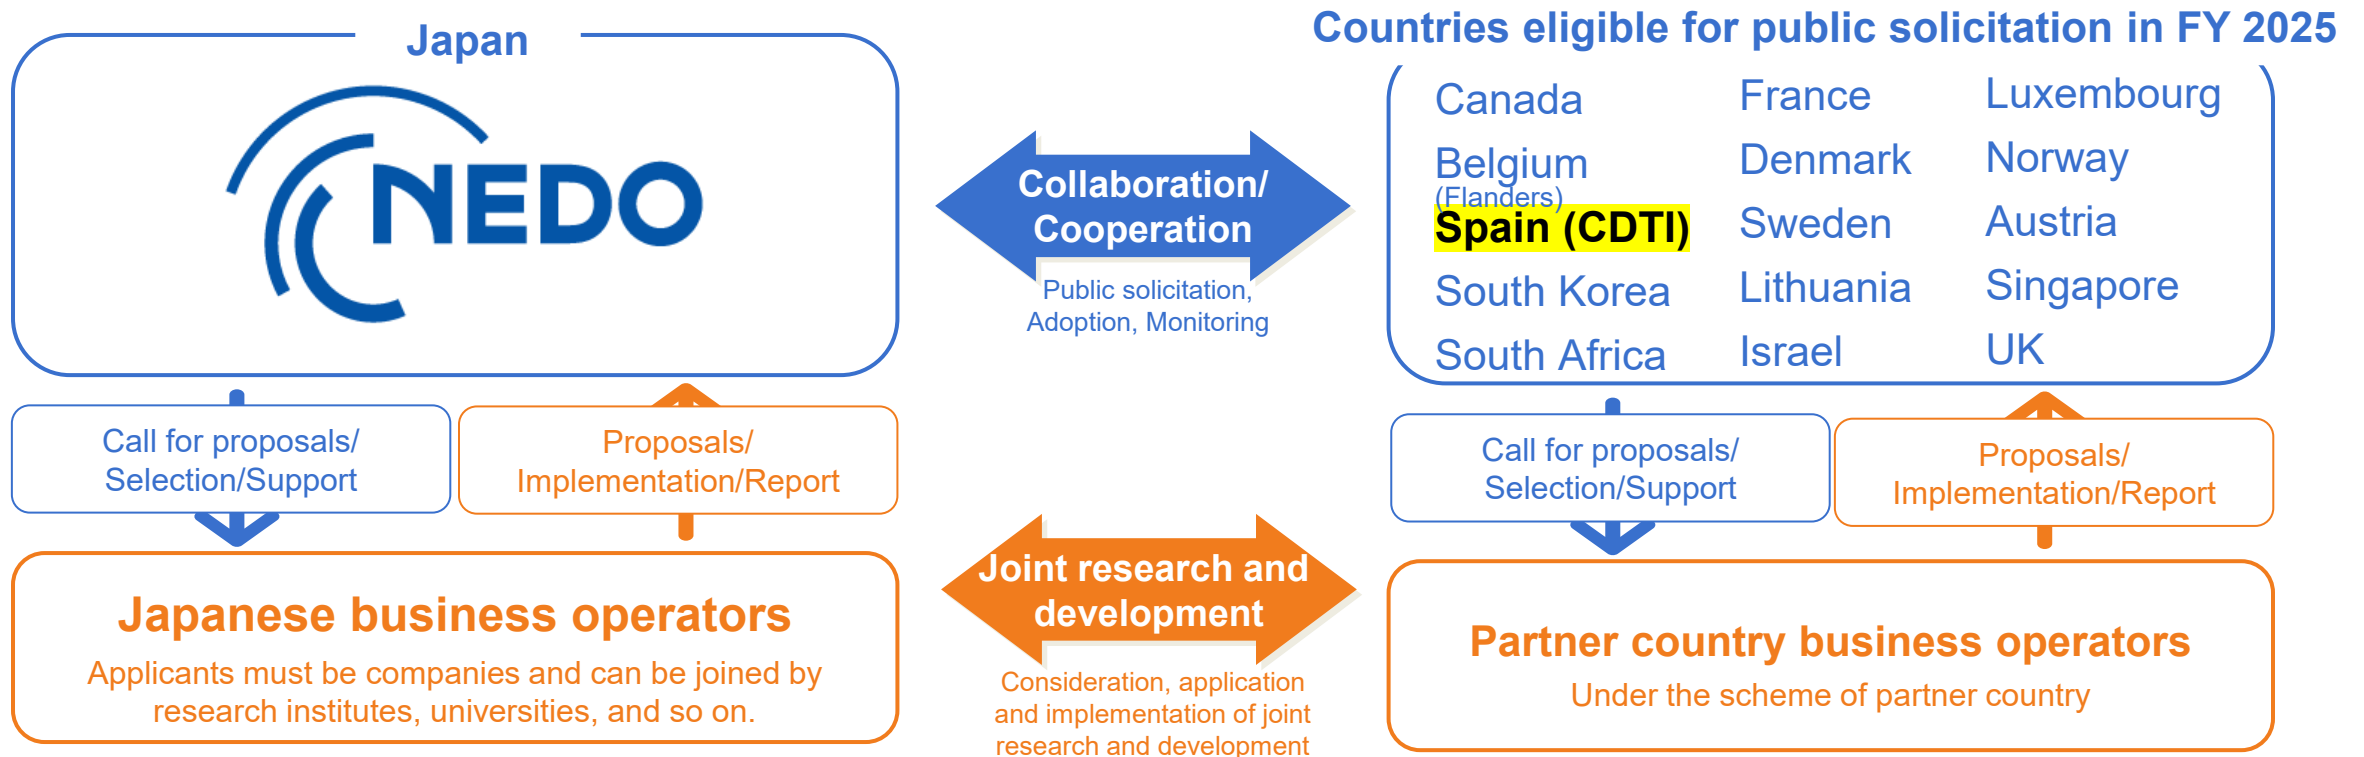 Japan
NEDO
Call for proposals/
Selection/Support
Proposals/
Implementation/Report
Japanese business operators
Applicants must be companies and can be joined by
research institutes, universities, and so on.
Collaboration/
Cooperation
Public solicitation,
Adoption, Monitoring
Joint research and
development
Consideration, application
and implementation of joint
research and development
Countries eligible for public solicitation in FY 2025
Canada
Belgium
(Flanders)
Spain (CDTI)
South Korea
South Africa
France
Denmark
Sweden
Lithuania
Israel
Luxembourg
Norway
Austria
Singapore
UK
Call for proposals/
Selection/Support
Proposals/
Implementation/Report
Partner country business operators
Under the scheme of partner country